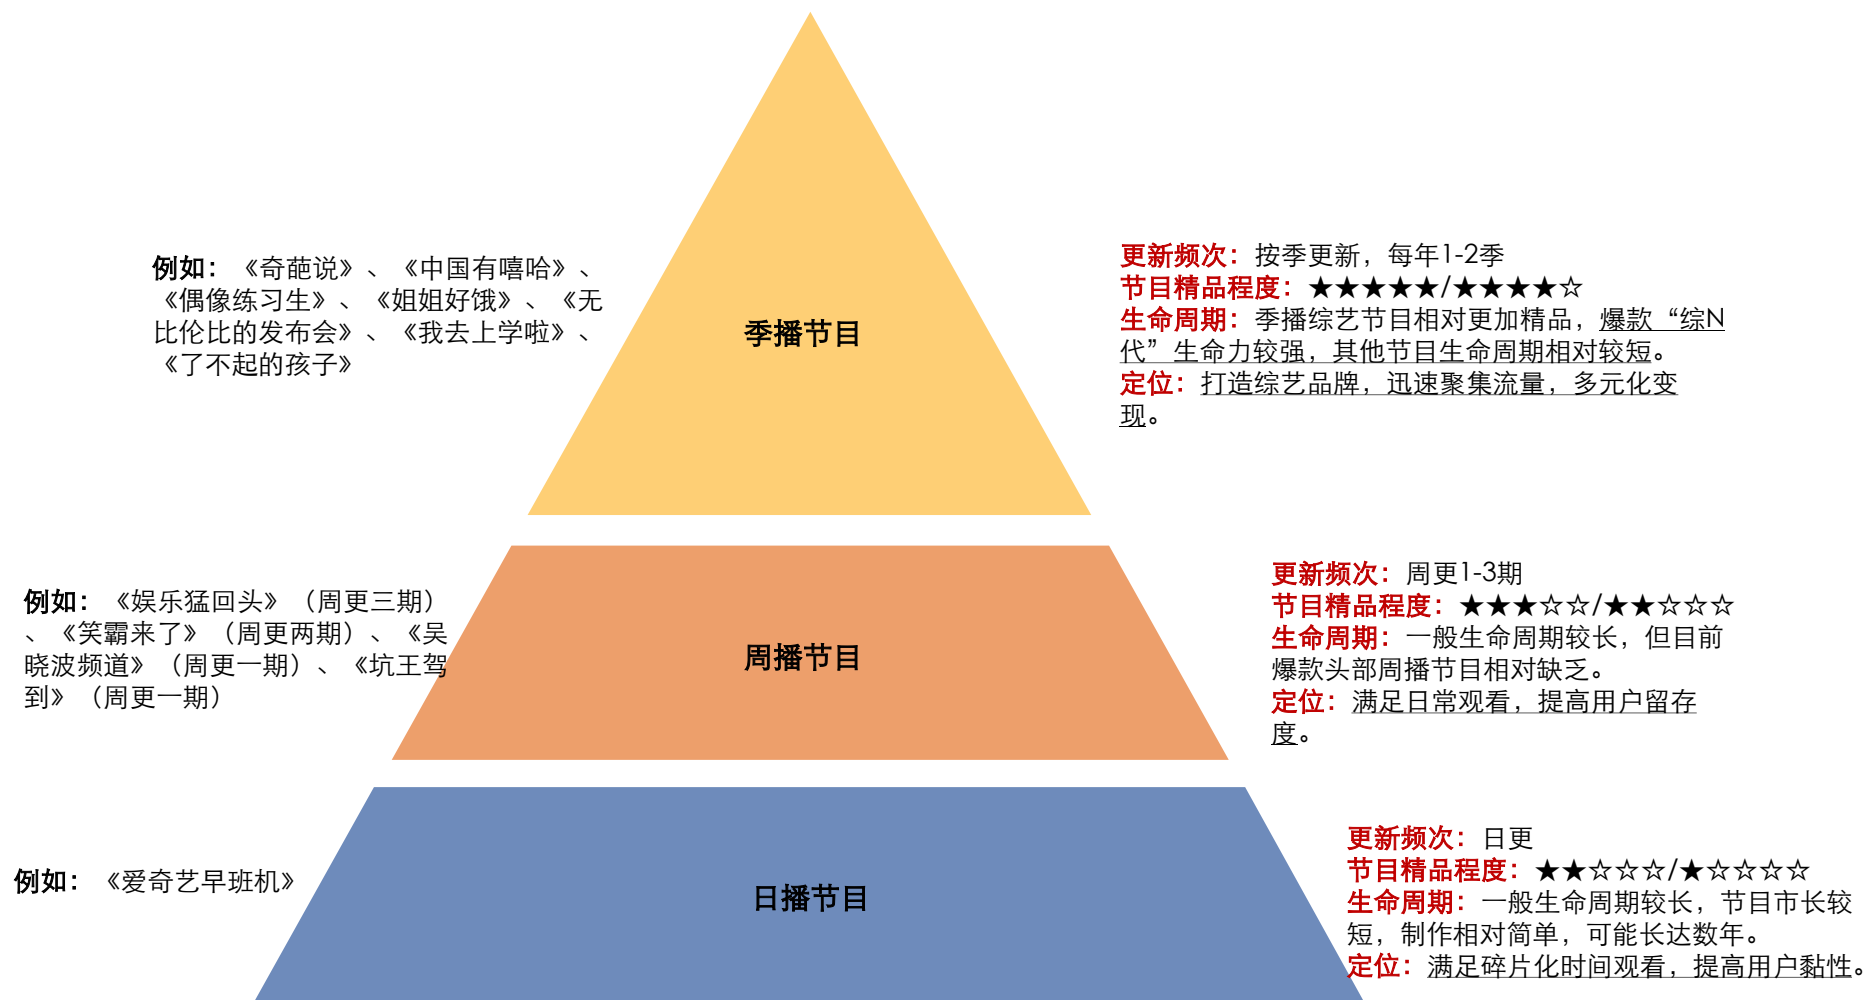 例如：《奇葩说》、《中国有嘻哈》、
《偶像练习生》、《姐姐好饿》、《无
比伦比的发布会》、《我去上学啦》、
《了不起的孩子》
季播节目
更新频次：按季更新，每年1-2季
节目精品程度：★★★★★/★★★★☆
生命周期：季播综艺节目相对更加精品，爆款“综N
代”生命力较强，其他节目生命周期相对较短。
定位：打造综艺品牌，迅速聚集流量，多元化变
现。
例如：《娱乐猛回头》（周更三期）
、《笑霸来了》（周更两期）、《吴
晓波频道》（周更一期）、《坑王驾
到》（周更一期）
周播节目
更新频次：周更1-3期
节目精品程度：★★★☆☆/★★☆☆☆
生命周期：一般生命周期较长，但目前
爆款头部周播节目相对缺乏。
定位：满足日常观看，提高用户留存
度。
例如：《爱奇艺早班机》
日播节目
更新频次：日更
节目精品程度：★★☆☆☆/★☆☆☆☆
生命周期：一般生命周期较长，节目市长较
短，制作相对简单，可能长达数年。
定位：满足碎片化时间观看，提高用户黏性。